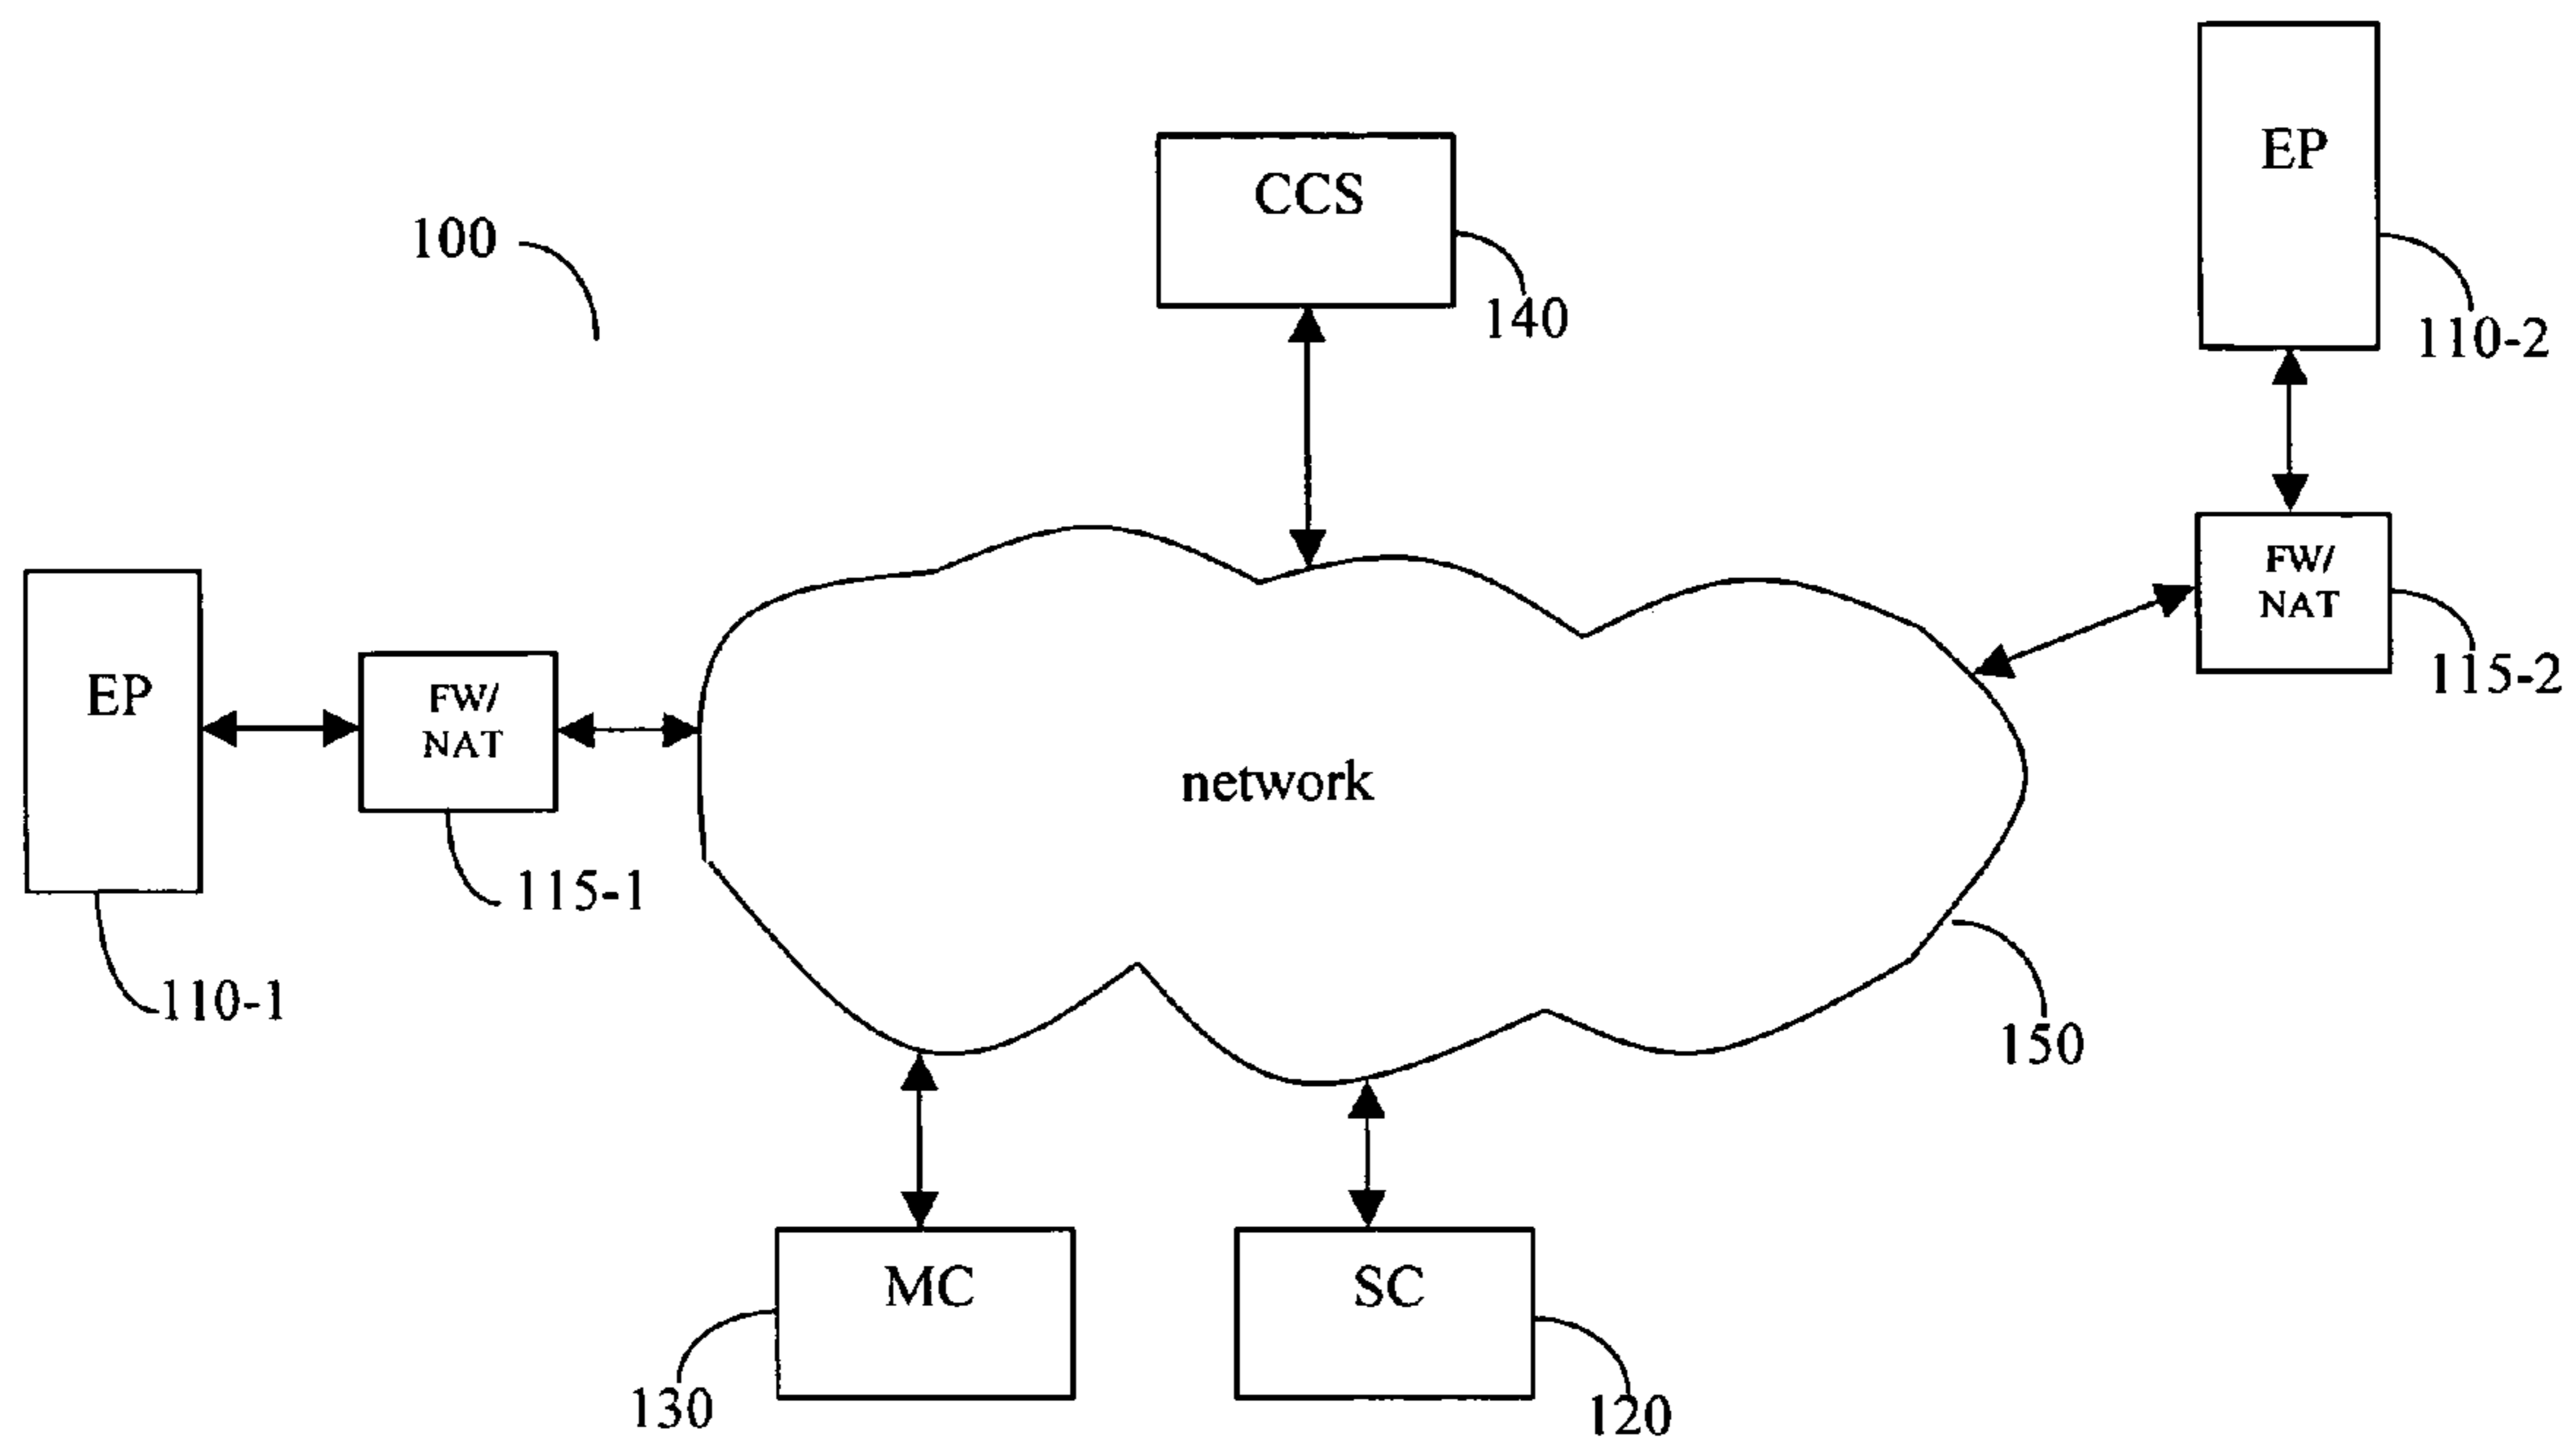 EP
CCS
100
140
110-2
FW/
NAT
115-2
EP
FW/
NAT
network
115-1
110-1
150
MC
SC
130
120